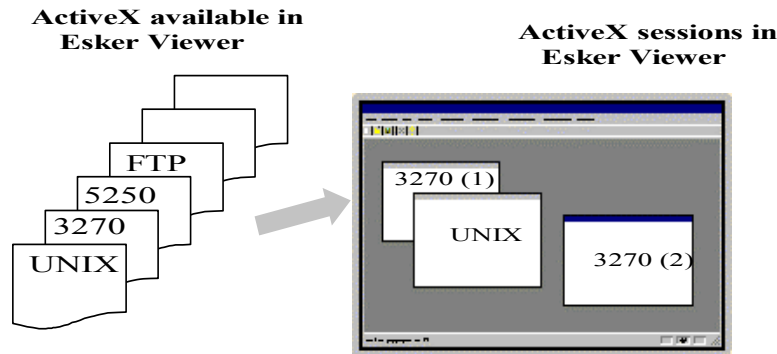 ActiveX available in
Esker Viewer
ActiveX sessions in
Esker Viewer
FTP
5250
3270
UNIX
3270 (1)
UNIX
3270 (2)